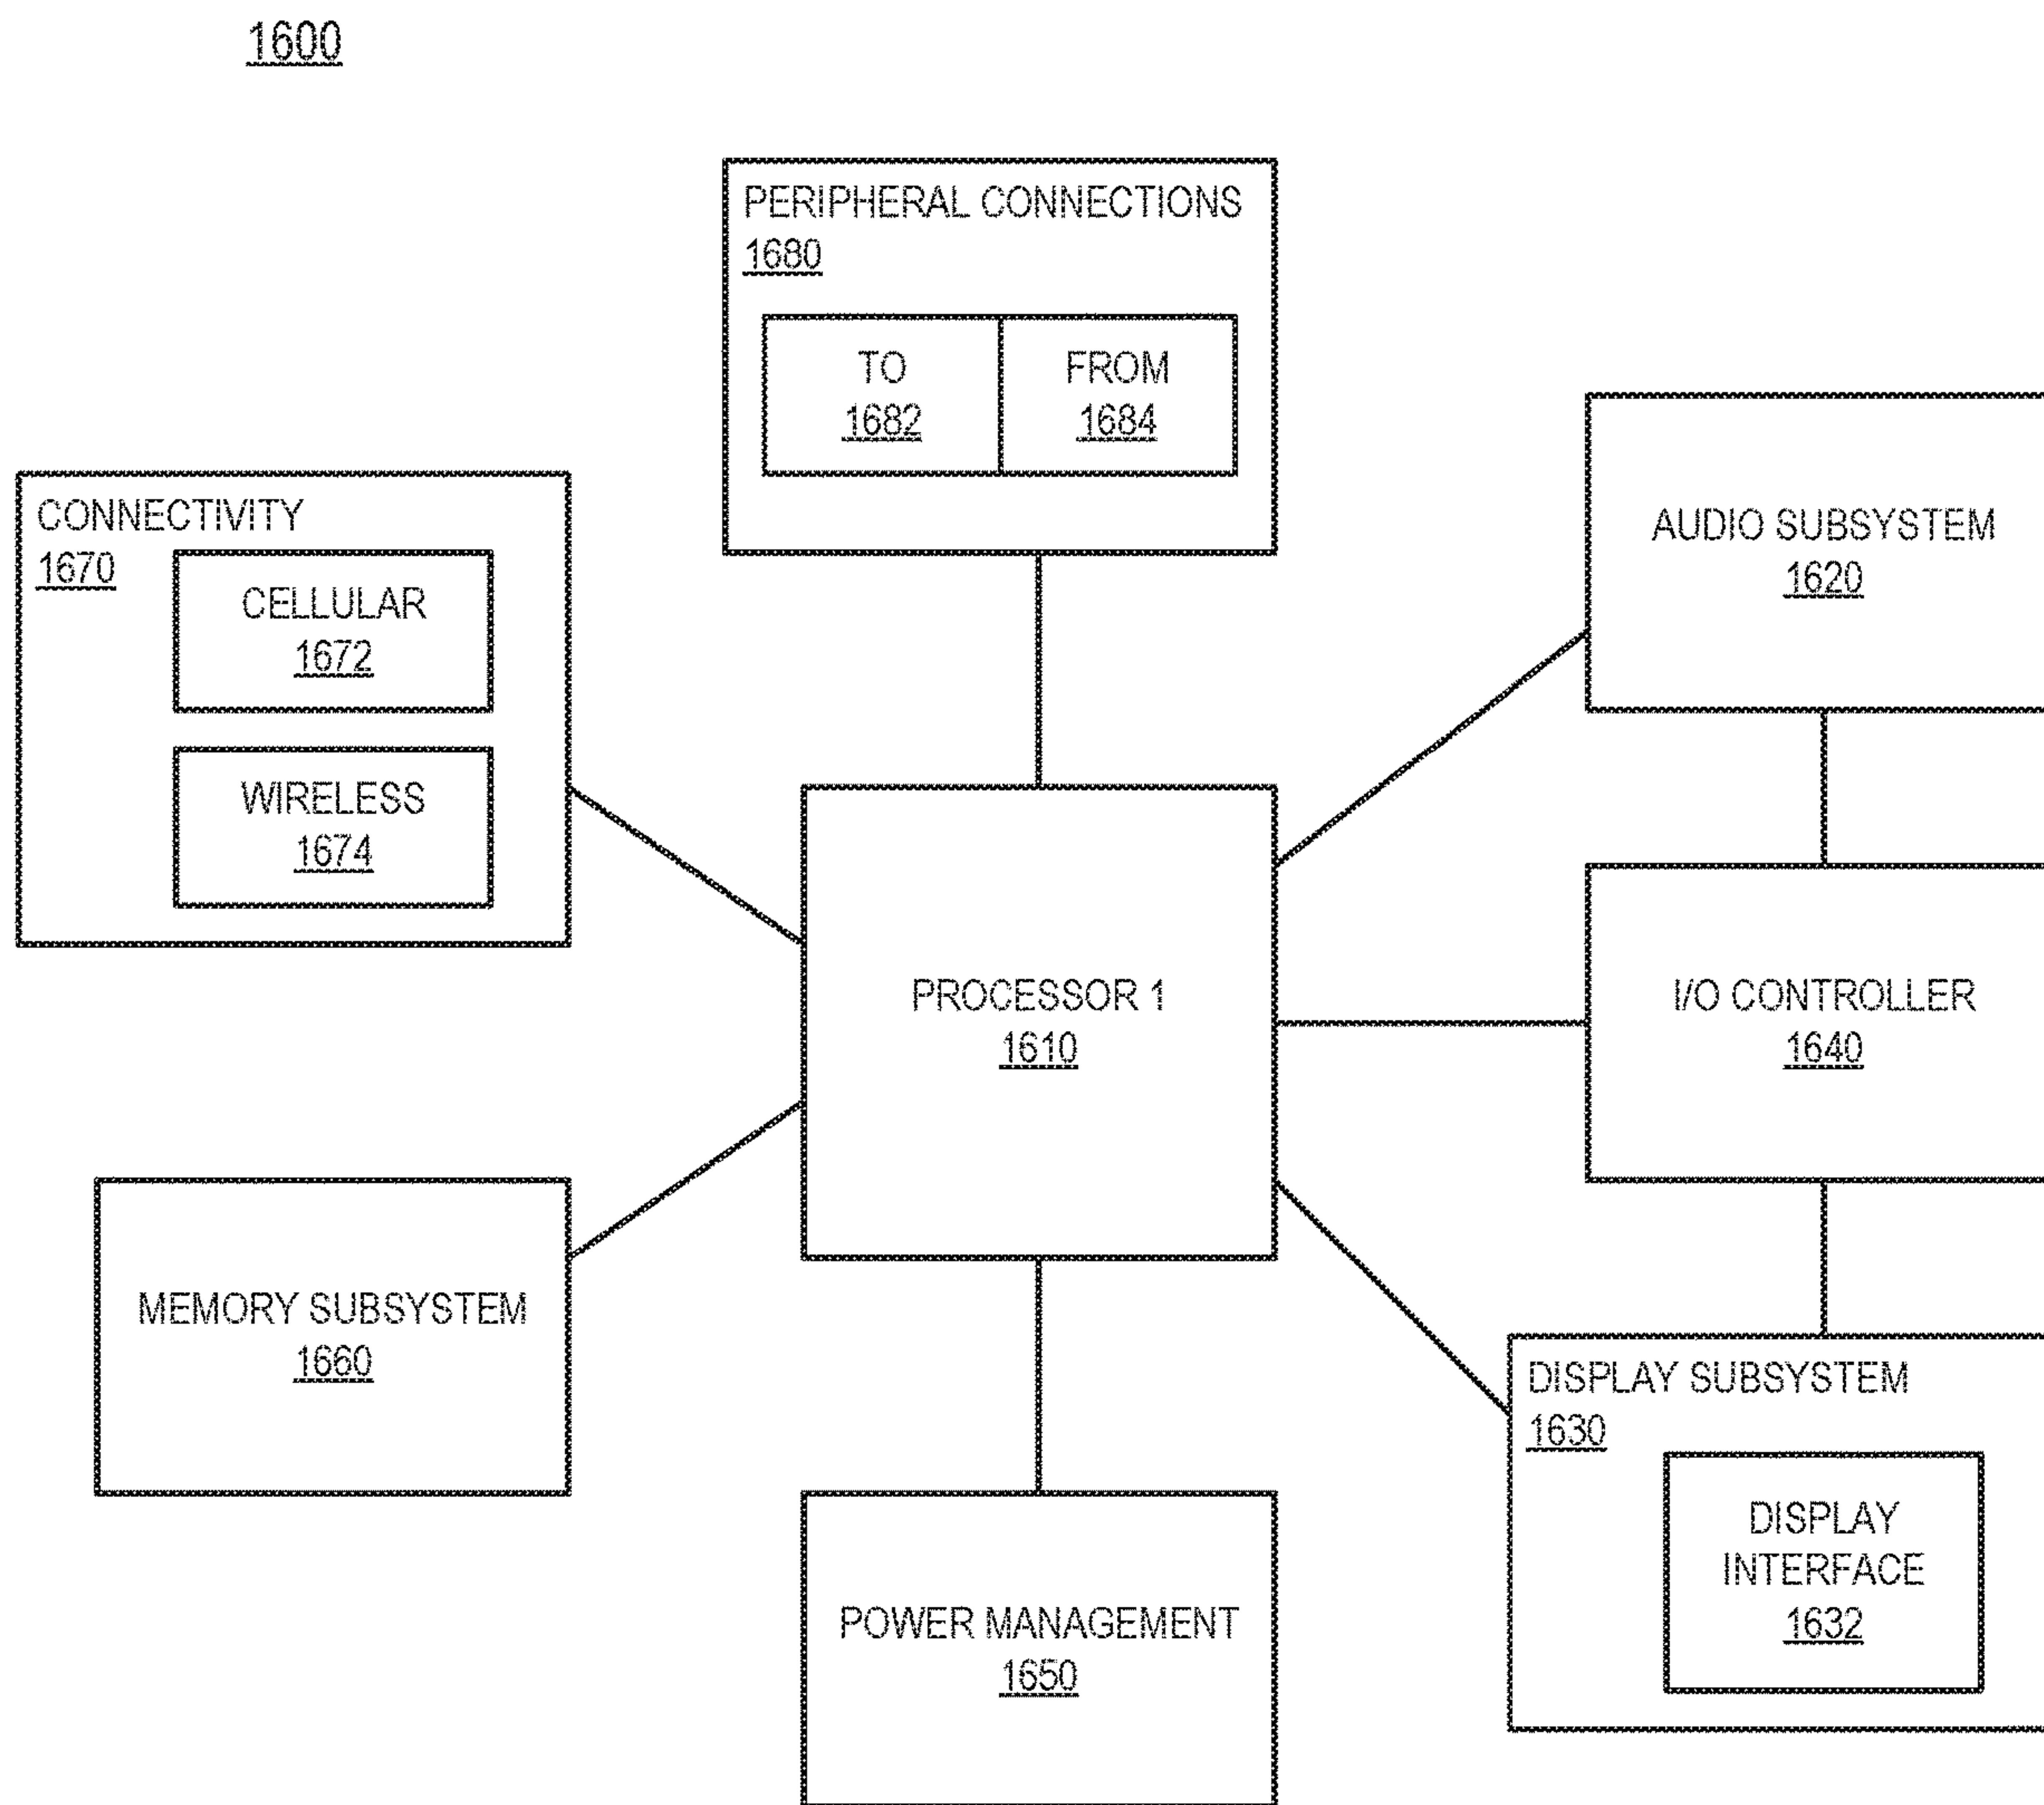 1600
PERIPHERAL CONNECTIONS
1680
TO
1682
FROM
1684
CONNECTIVITY
1670
CELLULAR
1672
WIRELESS
1674
AUDIO SUBSYSTEM
1620
PROCESSOR 1
1610
I/O CONTROLLER
1640
MEMORY SUBSYSTEM
1660
DISPLAY SUBSYSTEM
1630
DISPLAY
INTERFACE
1632
POWER MANAGEMENT
1650